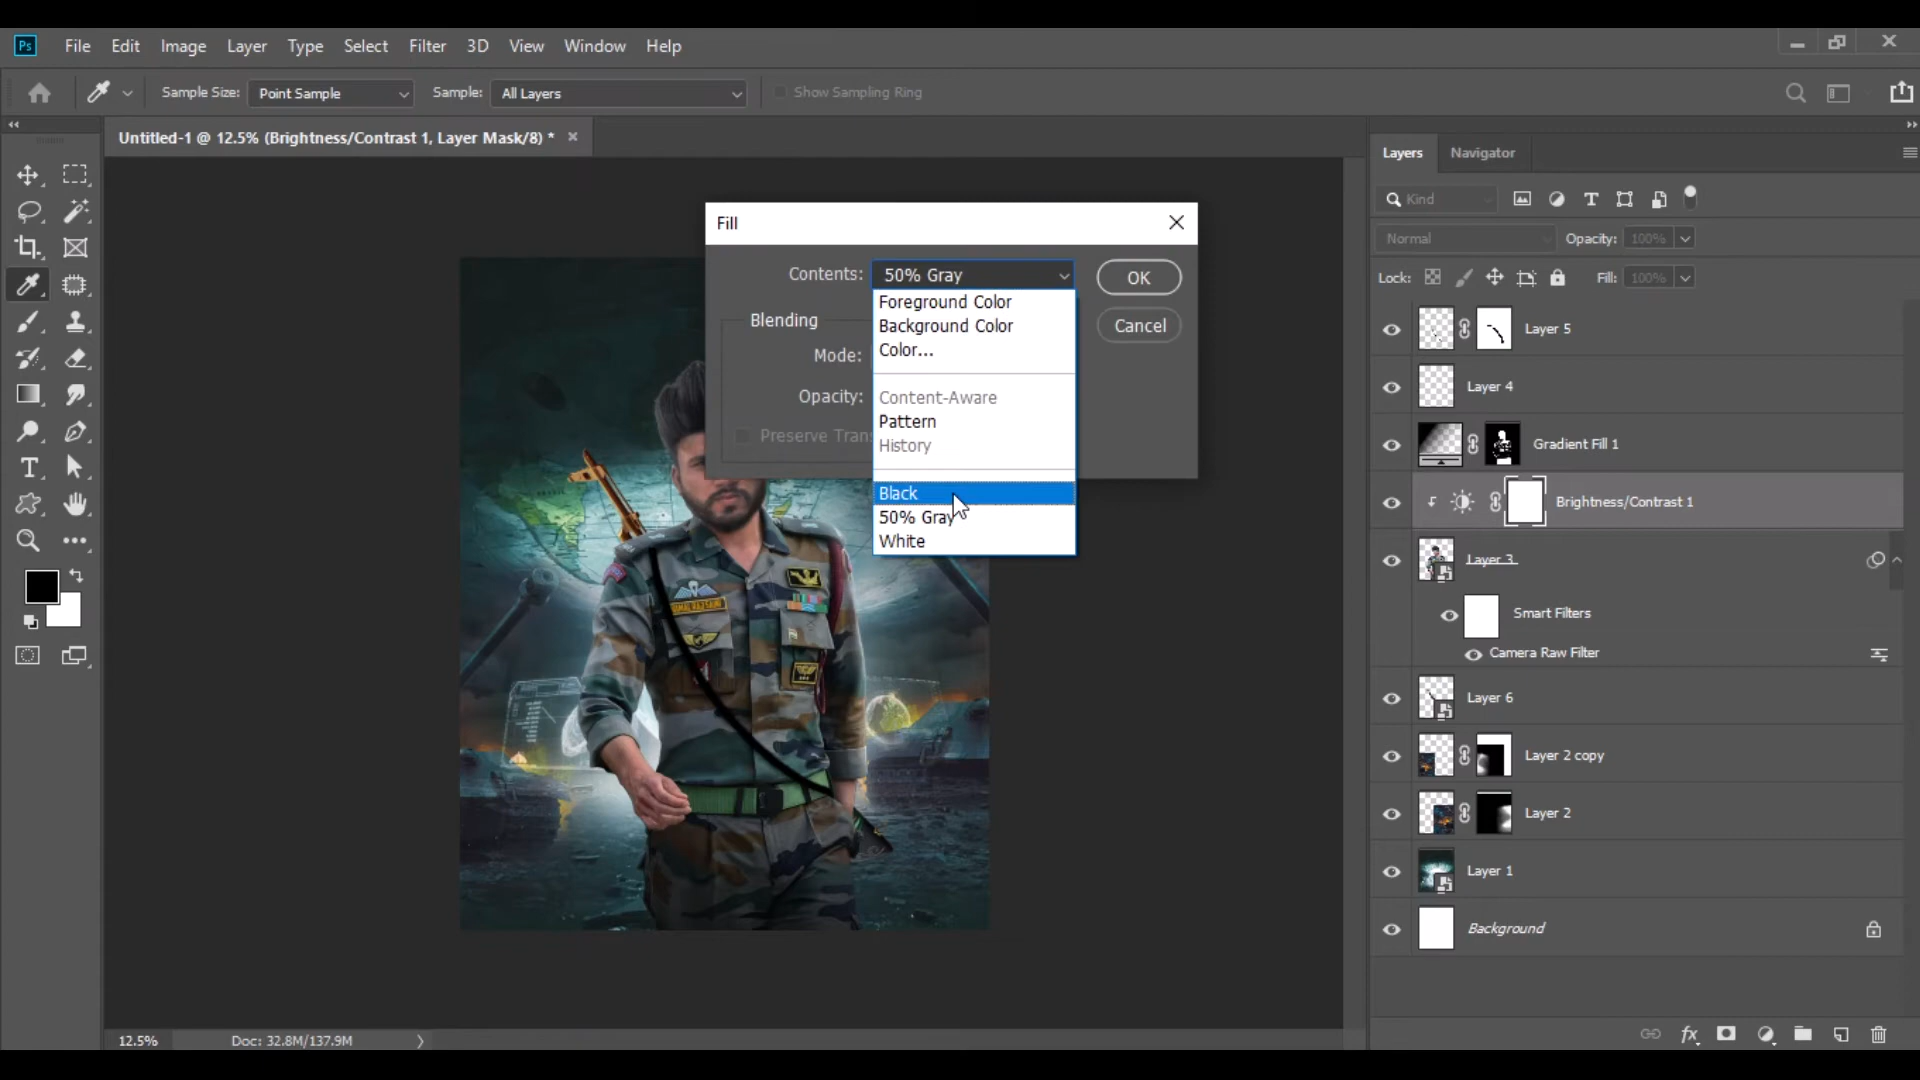 Ps File Edit Image Layer Type Select Filter 3D View Window Help
Sample Size: Point Sample Sample: All Layers Show Sampling Ring
Untitled-1 @ 12.5% (Brightness/Contrast 1, Layer Mask/8) *
Layers Navigator
Kind
Normal Opacity: 100%
Lock: Fill: 100%
Fill
Contents: 50% Gray OK
Foreground Color
Background Color
Color...
Content-Aware
Pattern
History
Black
50% Gray
White
Blending Cancel
Mode:
Opacity:
Preserve Trans
Layer 5
Layer 4
Gradient Fill 1
Brightness/Contrast 1
Layer 3
Smart Filters
Camera Raw Filter
Layer 6
Layer 2 copy
Layer 2
Layer 1
Background
12.5% Doc: 32.8M/137.9M
fx